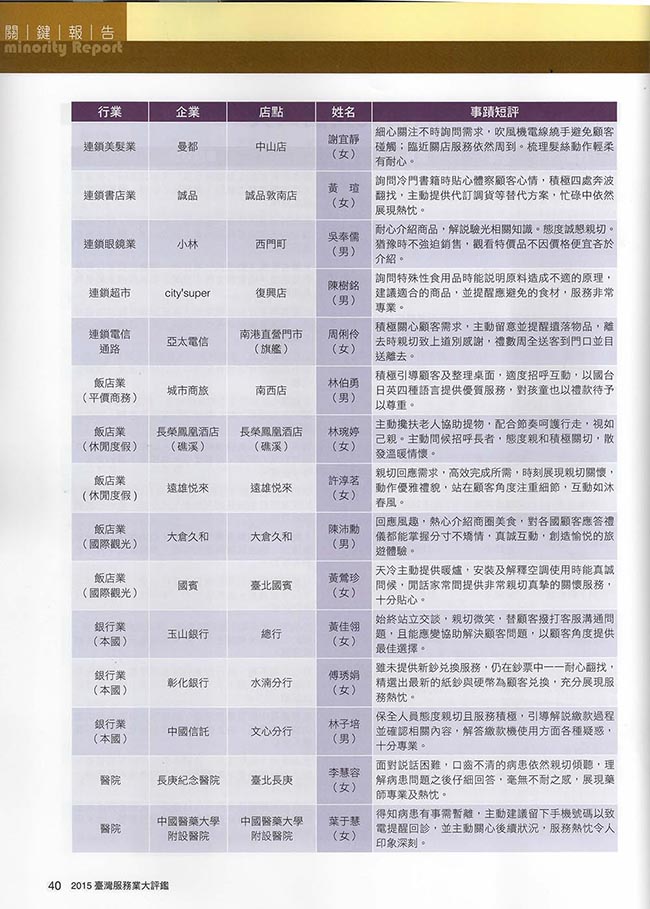 關｜鍵｜報｜告
minority Report
行業 企業 店點 姓名 事蹟短評
連鎖美髮業 曼都 中山店 謝宜靜（女） 細心關注不時詢問需求，吹風機電線繞手避免顧客
碰觸；臨近關店服務依然周到。梳理髮絲動作輕柔
有耐心。
連鎖書店業 誠品 誠品敦南店 黃　瑄（女） 詢問冷門書籍時貼心體察顧客心情，積極四處奔波
翻找，主動提供代訂調貨等替代方案，忙碌中依然
展現熱忱。
連鎖眼鏡業 小林 西門町 吳奉儒（男） 耐心介紹商品，解說驗光相關知識。態度誠懇親切。
猶豫時不強迫銷售，觀看特價品不因價格便宜吝於
介紹。
連鎖超市 city'super 復興店 陳樹銘（男） 詢問特殊性食用品時能說明原料造成不適的原理，
建議適合的商品，並提醒應避免的食材，服務非常
專業。
連鎖電信通路 亞太電信 南港直營門市（旗艦） 周俐伶（女） 積極關心顧客需求，主動留意並提醒遺落物品，離
去時親切致上道別感謝，禮數周全送客到門口並目
送離去。
飯店業（平價商務） 城市商旅 南西店 林伯勇（男） 積極引導顧客及整理桌面，適度招呼互動，以國台
日英四種語言提供優質服務，對孩童也以禮款待予
以尊重。
飯店業（休閒度假） 長榮鳳凰酒店（礁溪） 長榮鳳凰酒店（礁溪） 林琬婷（女） 主動攙扶老人協助提物，配合節奏呵護行走，視如
己親。主動問候招呼長者，態度親和積極關切，散
發溫暖情懷。
飯店業（休閒度假） 遠雄悅來 遠雄悅來 許淳茗（女） 親切回應需求，高效完成所需，時刻展現親切關懷，
動作優雅禮貌，站在顧客角度注重細節，互動如沐
春風。
飯店業（國際觀光） 大倉久和 大倉久和 陳沛勳（男） 回應風趣，熱心介紹商圈美食，對各國顧客應答禮
儀都能掌握分寸不矯情，真誠互動，創造愉悅的旅
遊體驗。
飯店業（國際觀光） 國賓 臺北國賓 黃鶯珍（女） 天冷主動提供暖爐，安裝及解釋空調使用時能真誠
問候，閒話家常間提供非常親切真摯的關懷服務，
十分貼心。
銀行業（本國） 玉山銀行 總行 黃佳翎（女） 始終站立交談，親切微笑，替顧客撥打客服溝通問
題，且能應變協助解決顧客問題，以顧客角度提供
最佳選擇。
銀行業（本國） 彰化銀行 水湳分行 傅琇娟（女） 雖未提供新鈔兌換服務，仍在鈔票中一一耐心翻找，
精選出最新的紙鈔與硬幣為顧客兌換，充分展現服
務熱忱。
銀行業（本國） 中國信託 文心分行 林子培（男） 保全人員態度親切且服務積極，引導解說繳款過程
並確認相關內容，解答繳款機使用方面各種疑惑，
十分專業。
醫院 長庚紀念醫院 臺北長庚 李慧容（女） 面對說話困難，口齒不清的病患依然親切傾聽，理
解病患問題之後仔細回答，毫無不耐之感，展現藥
師專業及熱忱。
醫院 中國醫藥大學附設醫院 中國醫藥大學附設醫院 葉于慧（女） 得知病患有事需暫離，主動建議留下手機號碼以致
電提醒回診，並主動關心後續狀況，服務熱忱令人
印象深刻。
40 2015 臺灣服務業大評鑑